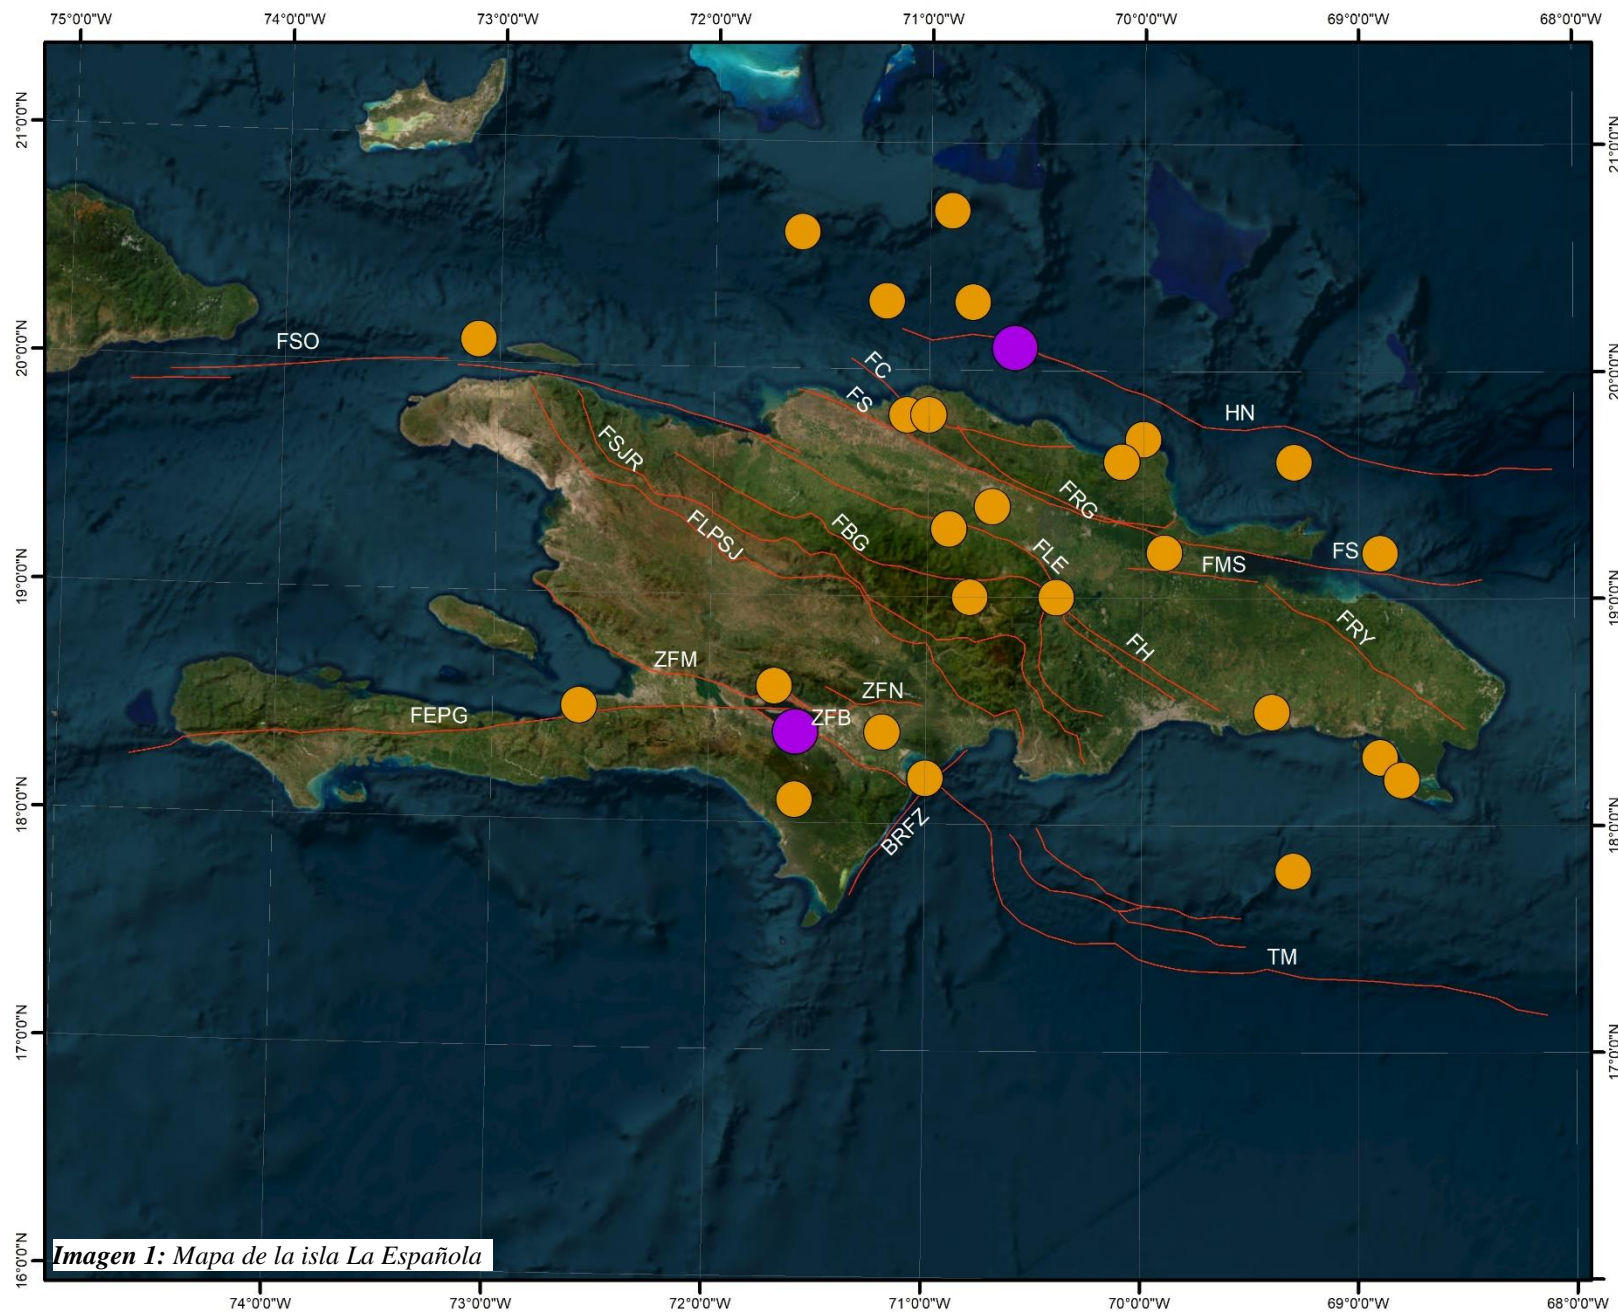 75°0'0"W 74°0'0"W 73°0'0"W 72°0'0"W 71°0'0"W 70°0'0"W 69°0'0"W 68°0'0"W
21°0'0"N
21°0'0"N
20°0'0"N
20°0'0"N
19°0'0"N
19°0'0"N
18°0'0"N
18°0'0"N
17°0'0"N
17°0'0"N
16°0'0"N
FSO
FC
FS
HN
FSJR
FRG
FLPSJ
FBG
FLE
FS
FMS
FRY
FH
ZFM
ZFN
FEPG
ZFB
BRFZ
TM
Imagen 1: Mapa de la isla La Española
74°0'0"W 73°0'0"W 72°0'0"W 71°0'0"W 70°0'0"W 69°0'0"W 68°0'0"W